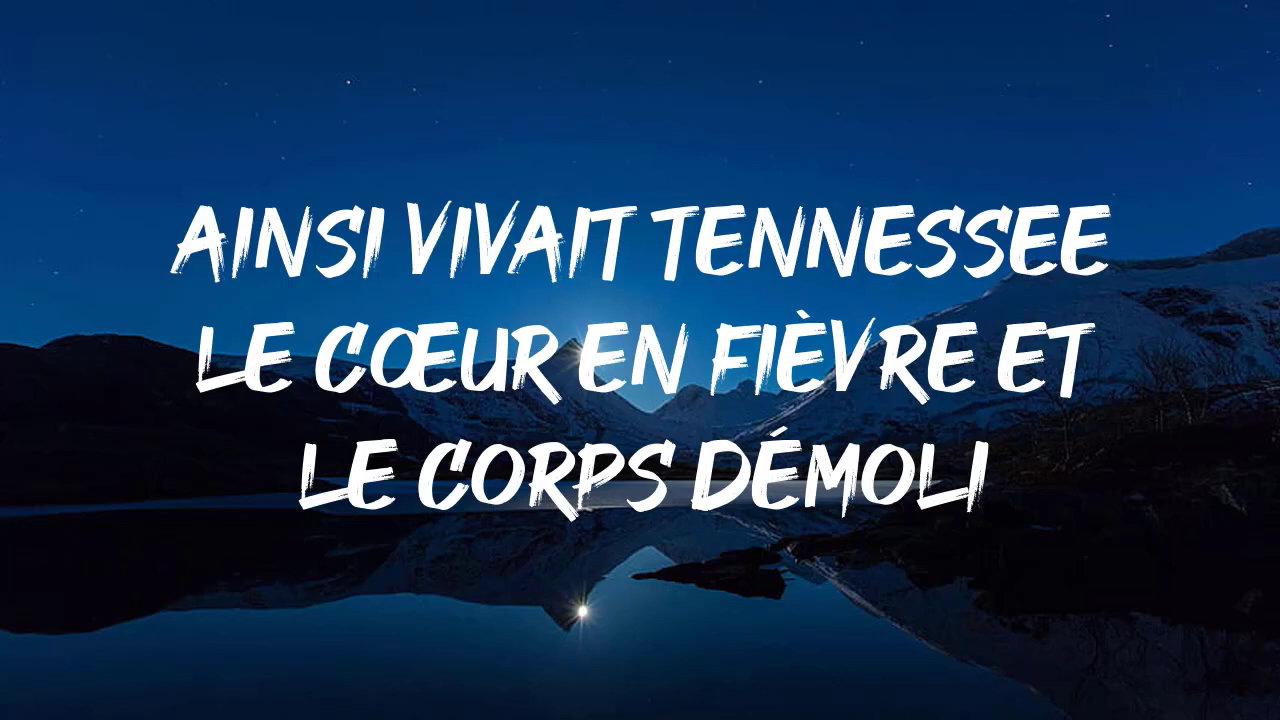 AINSI VIVAIT TENNESSEE
LE CŒUR EN FIÈVRE ET
LE CORPS DÉMOLI